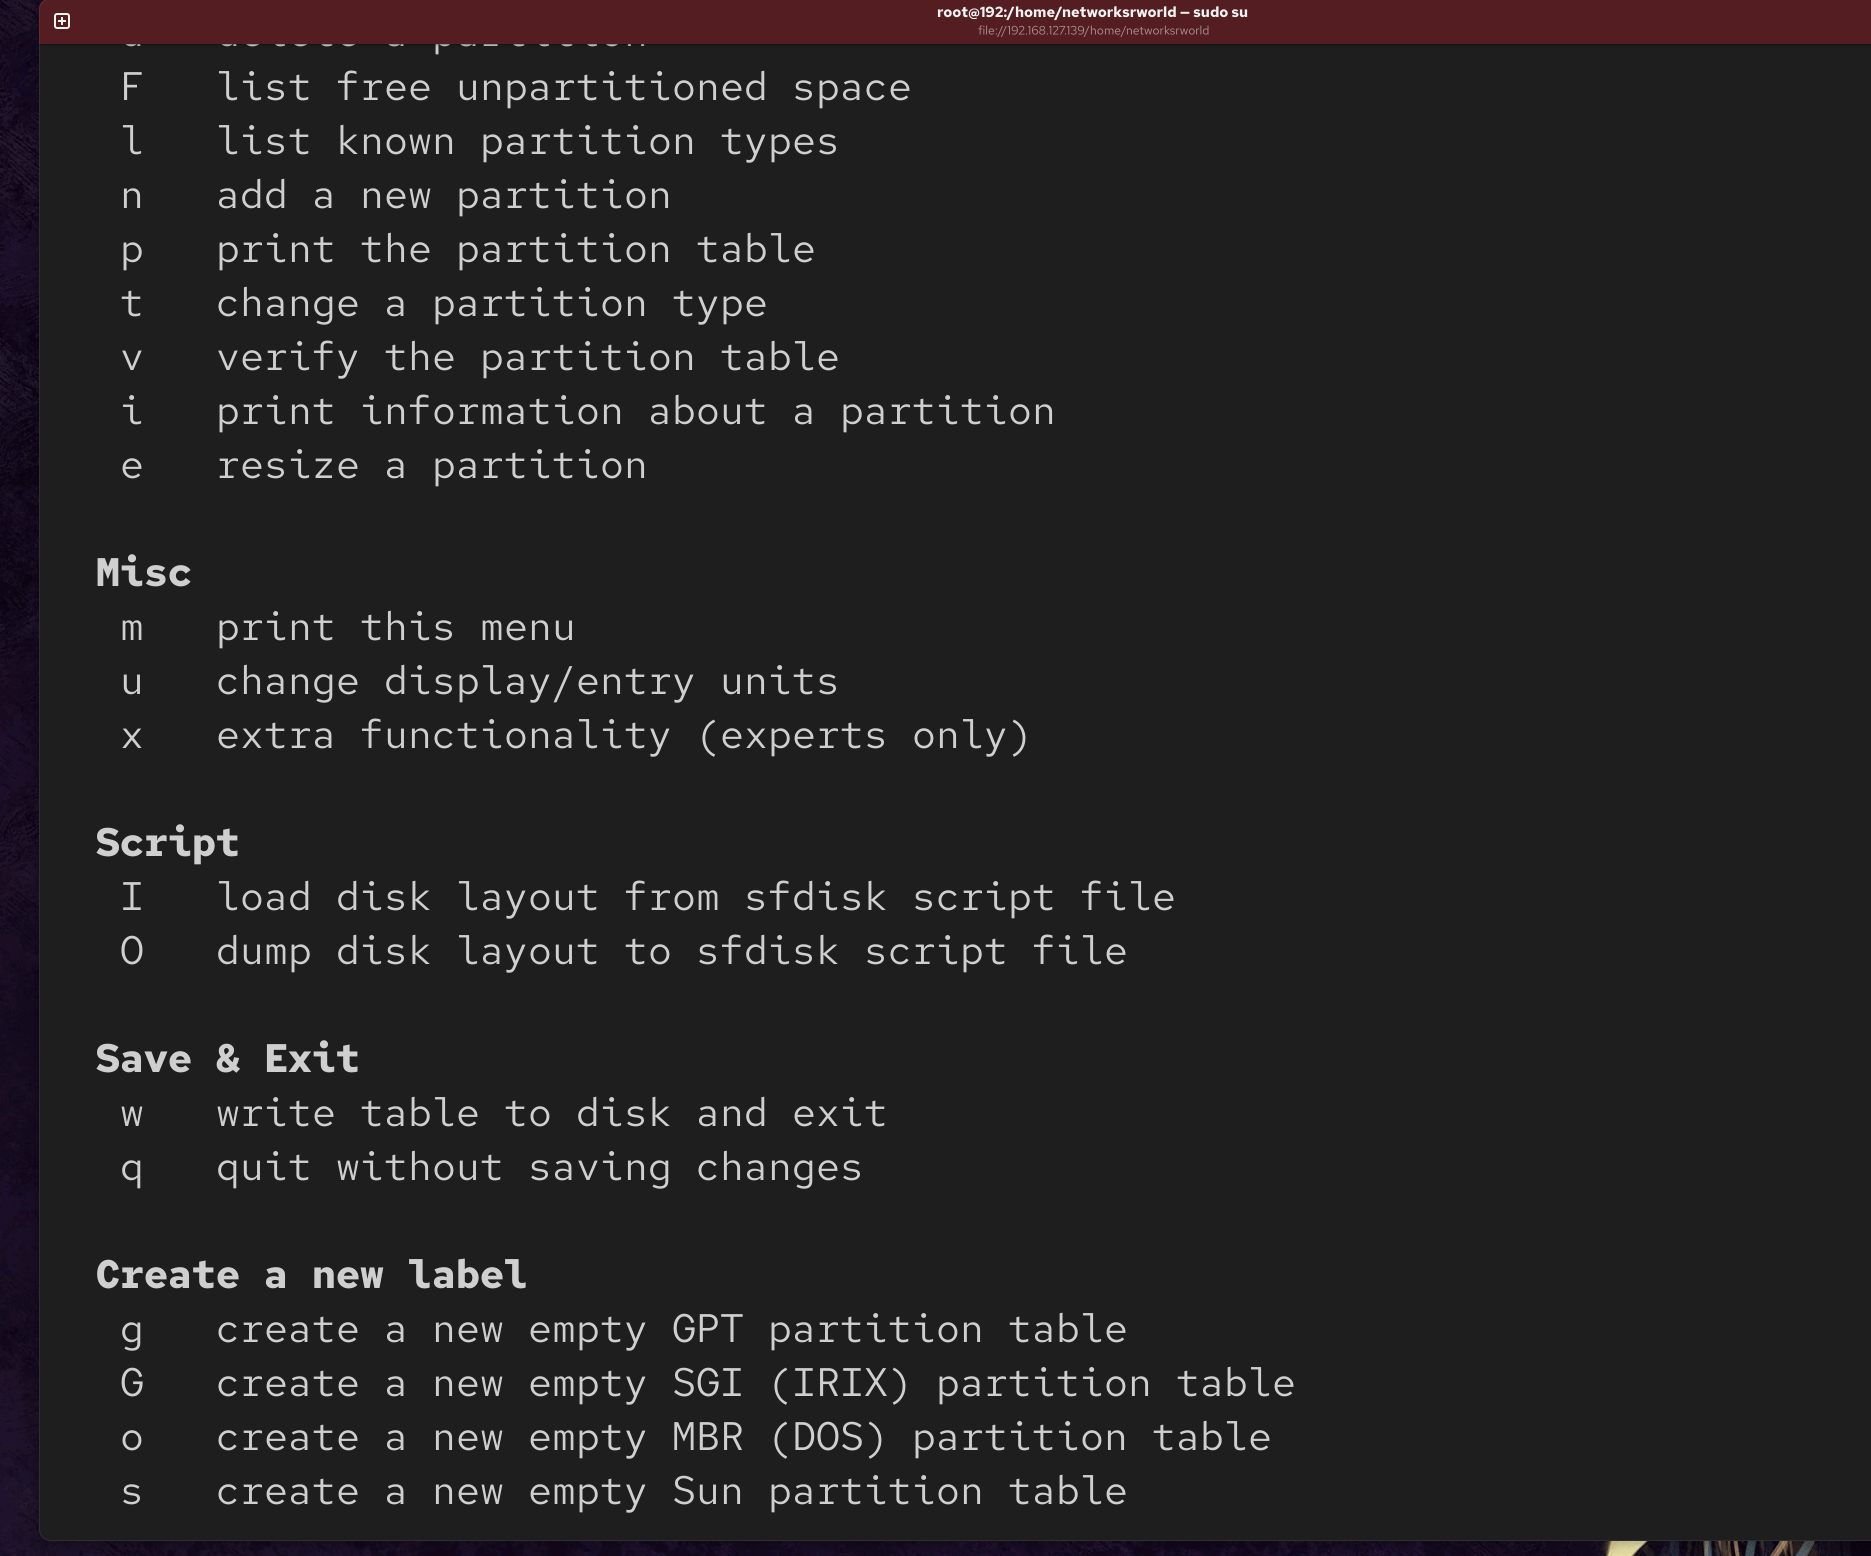 root@192:/home/networksrworld — sudo su
file://192.168.127.139/home/networksrworld
d   delete a partition
F   list free unpartitioned space
l   list known partition types
n   add a new partition
p   print the partition table
t   change a partition type
v   verify the partition table
i   print information about a partition
e   resize a partition
Misc
m   print this menu
u   change display/entry units
x   extra functionality (experts only)
Script
I   load disk layout from sfdisk script file
O   dump disk layout to sfdisk script file
Save & Exit
w   write table to disk and exit
q   quit without saving changes
Create a new label
g   create a new empty GPT partition table
G   create a new empty SGI (IRIX) partition table
o   create a new empty MBR (DOS) partition table
s   create a new empty Sun partition table